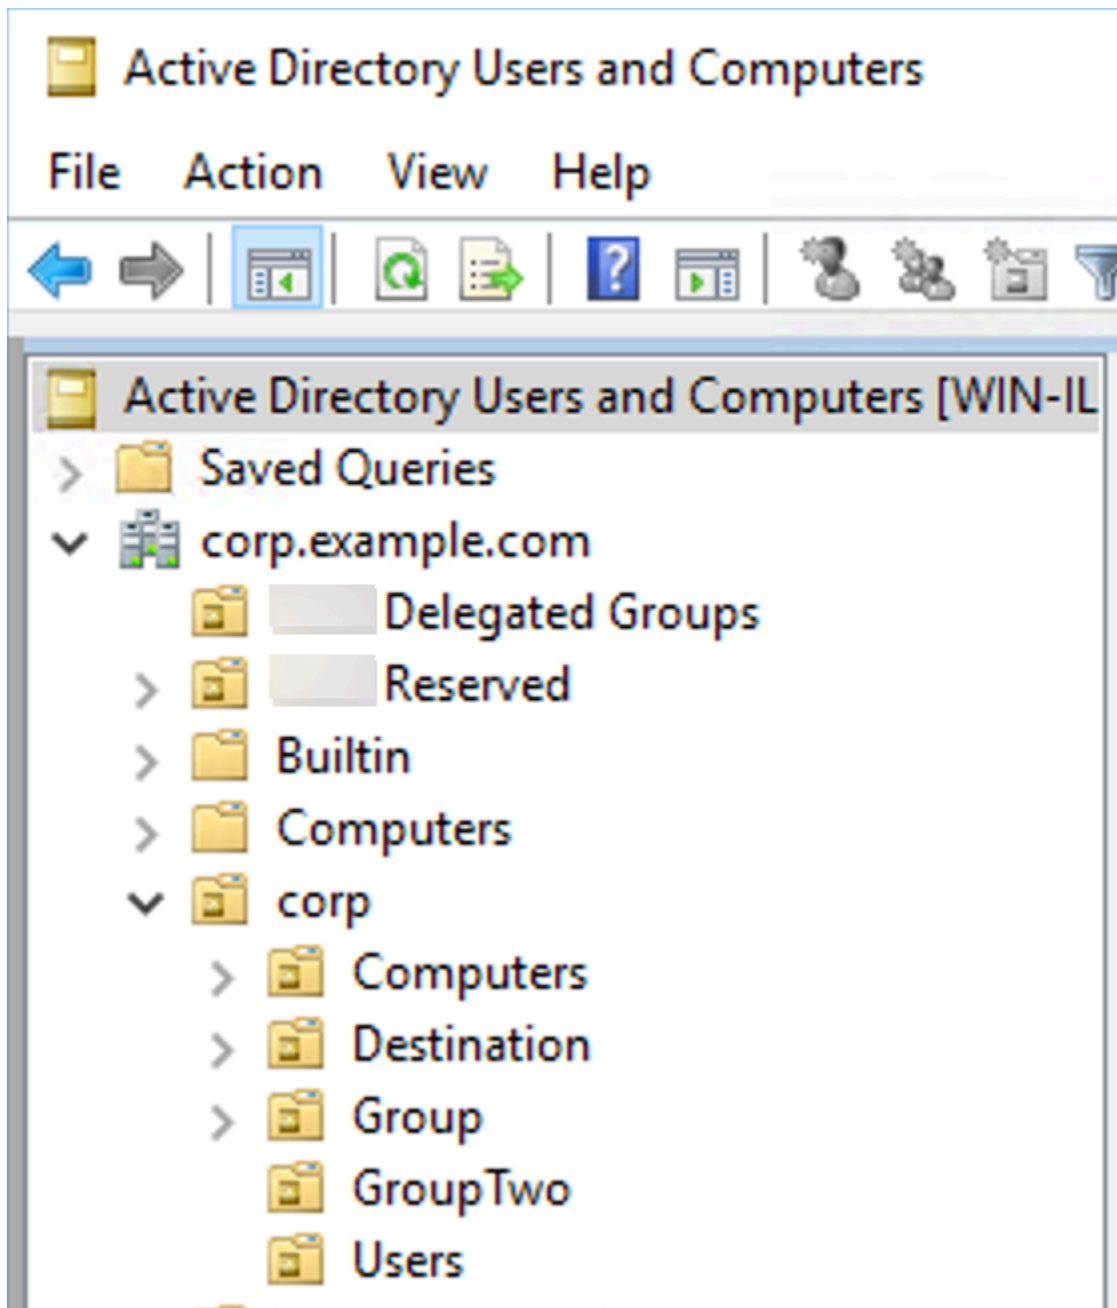 Active Directory Users and Computers
File Action View Help
Active Directory Users and Computers [WIN-IL
Saved Queries
corp.example.com
Delegated Groups
Reserved
Builtin
Computers
corp
Computers
Destination
Group
GroupTwo
Users